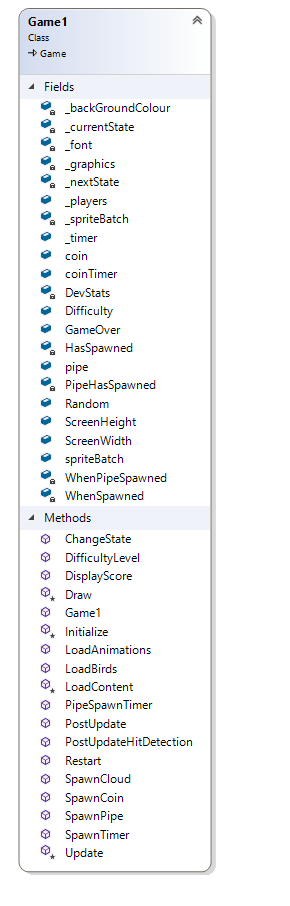 Game1
Class
Game
Fields
_backGroundColour
_currentState
_font
_graphics
_nextState
_players
_spriteBatch
_timer
coin
coinTimer
DevStats
Difficulty
GameOver
HasSpawned
pipe
PipeHasSpawned
Random
ScreenHeight
ScreenWidth
spriteBatch
WhenPipeSpawned
WhenSpawned
Methods
ChangeState
DifficultyLevel
DisplayScore
Draw
Game1
Initialize
LoadAnimations
LoadBirds
LoadContent
PipeSpawnTimer
PostUpdate
PostUpdateHitDetection
Restart
SpawnCloud
SpawnCoin
SpawnPipe
SpawnTimer
Update